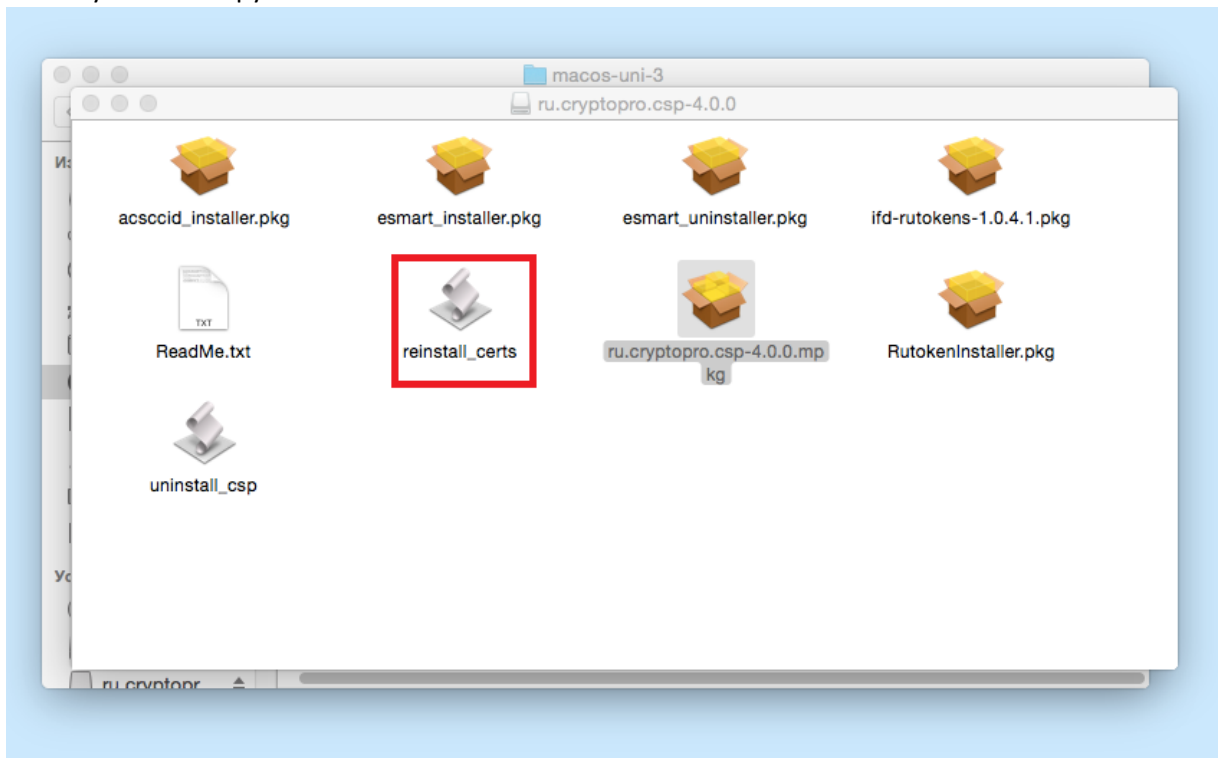 macos-uni-3
ru.cryptopro.csp-4.0.0
acsccid_installer.pkg
esmart_installer.pkg
esmart_uninstaller.pkg
ifd-rutokens-1.0.4.1.pkg
TXT
ReadMe.txt
reinstall_certs
ru.cryptopro.csp-4.0.0.mp
kg
RutokenInstaller.pkg
uninstall_csp
ru.cryptopr